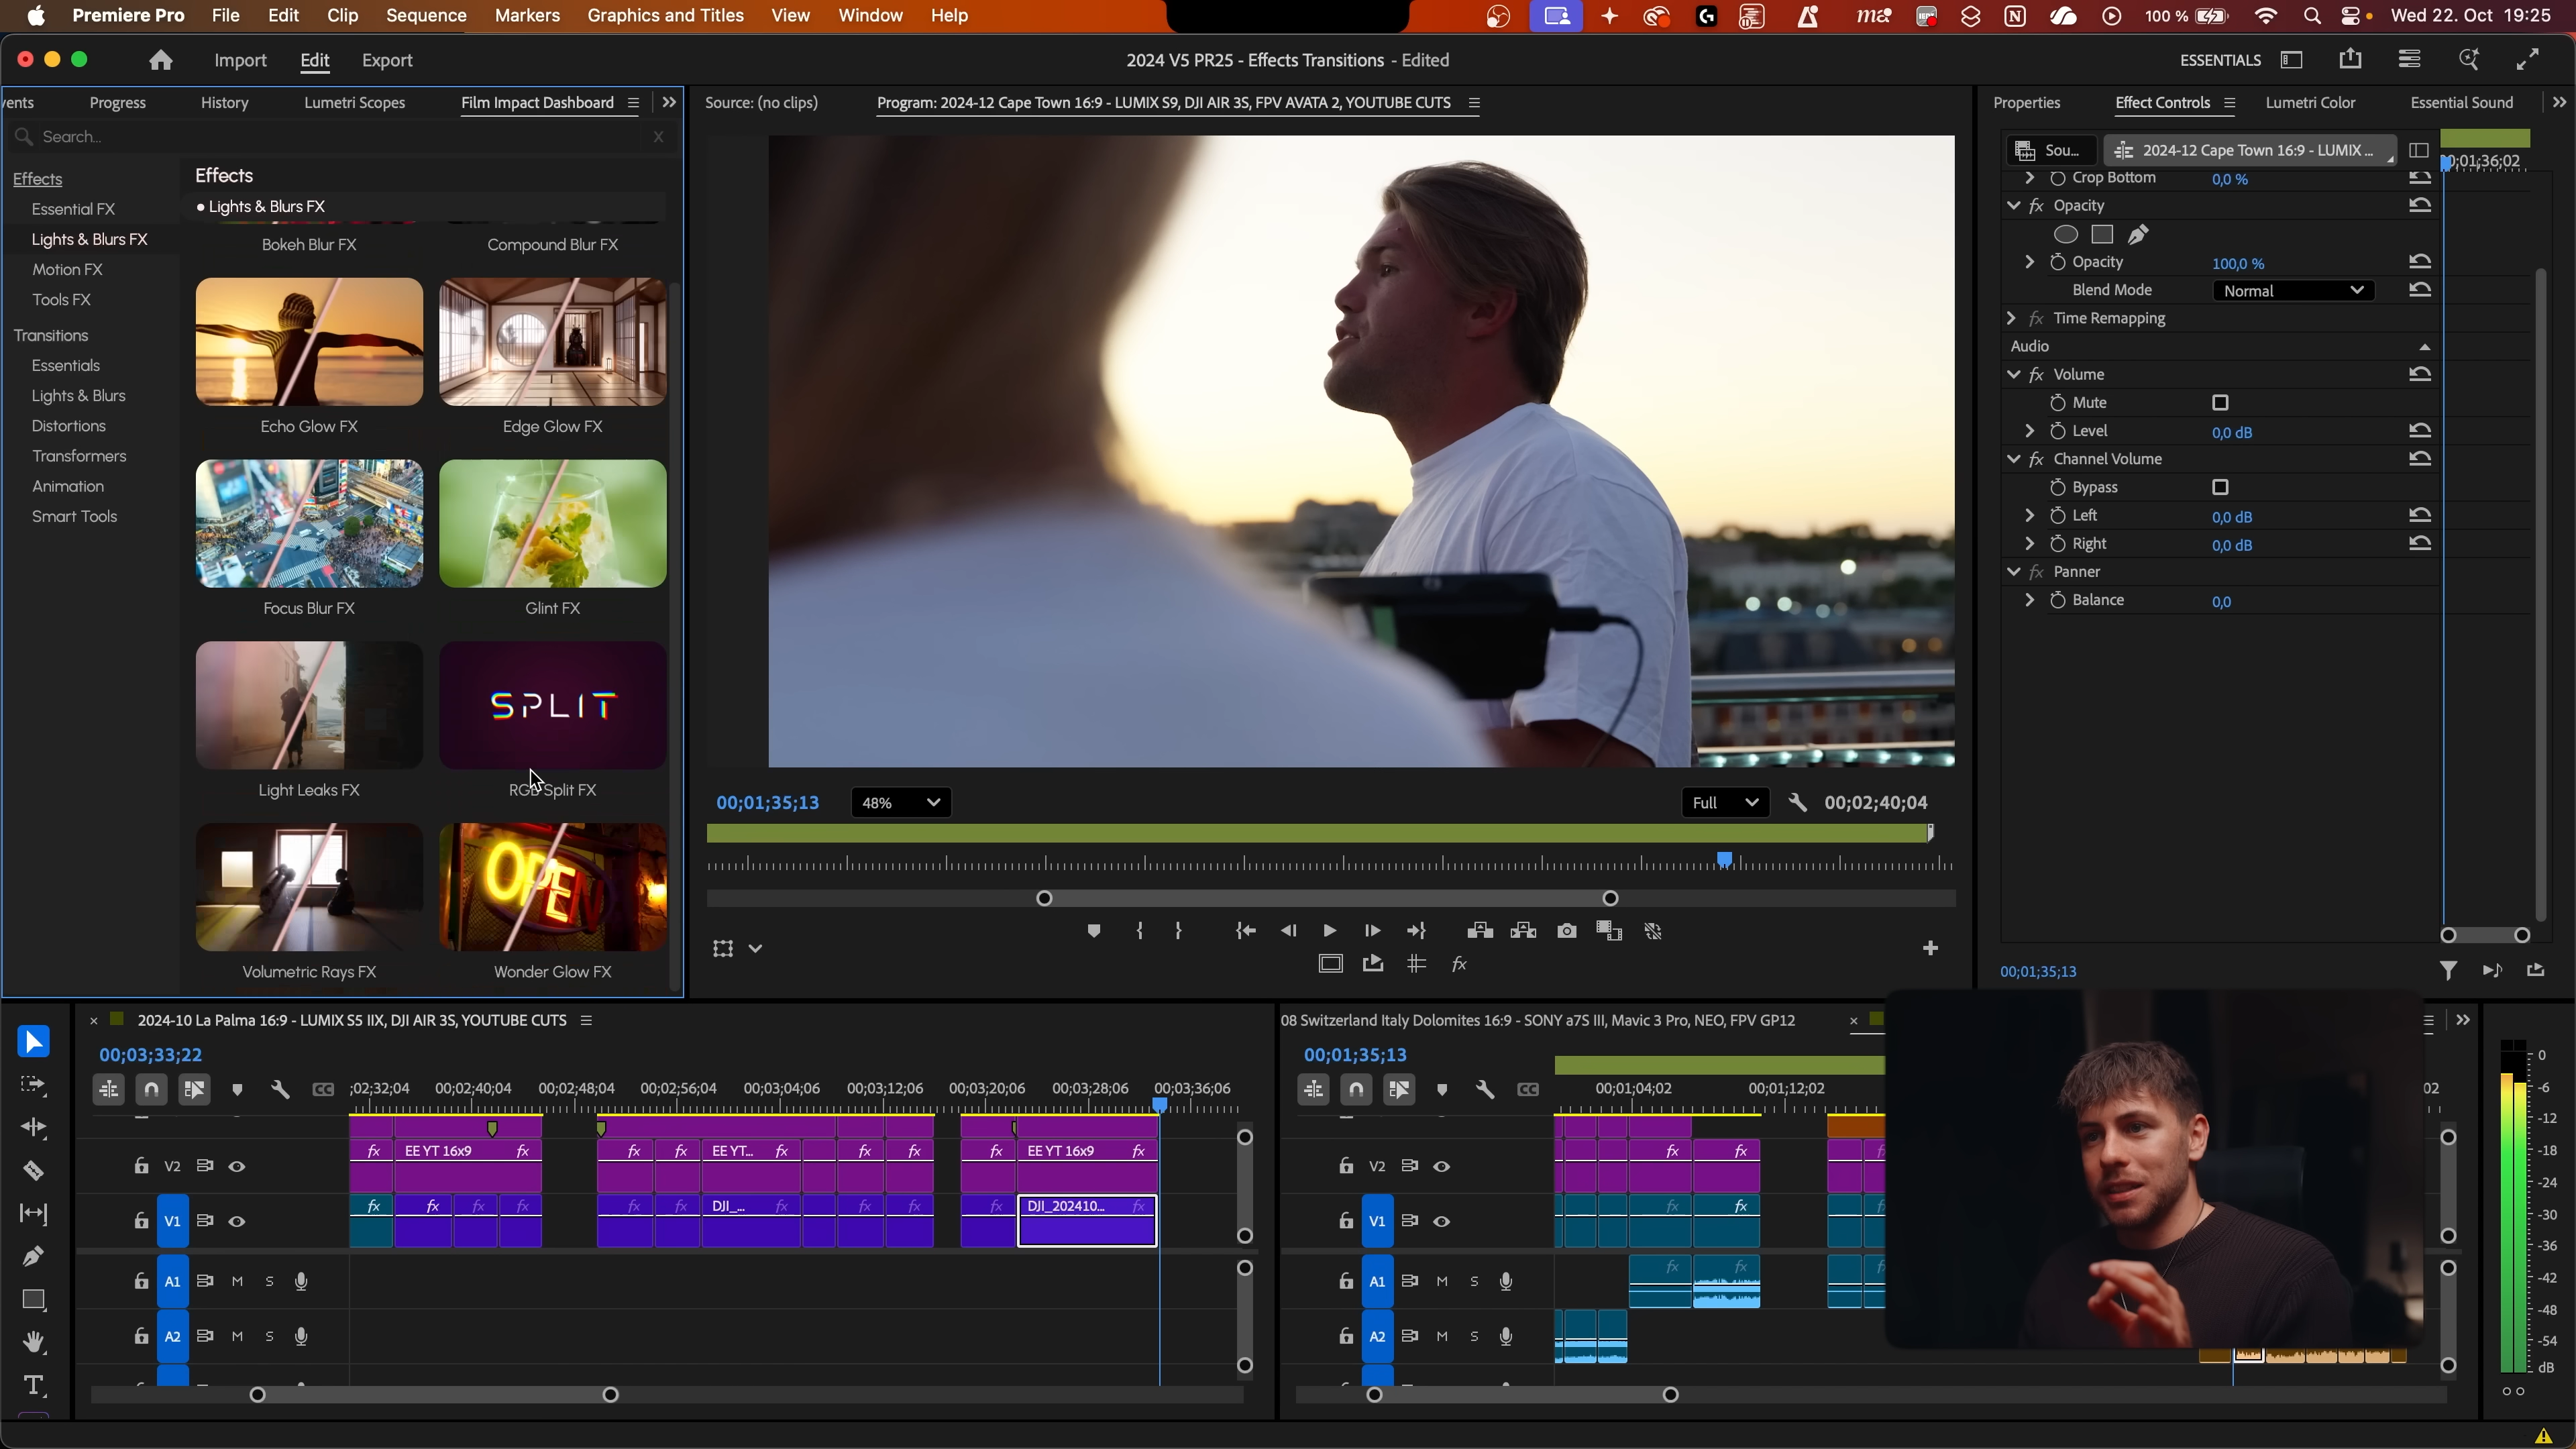 Premiere Pro File Edit Clip Sequence Markers Graphics and Titles View Window Help
100 % Wed 22. Oct 19:25
Import Edit Export
2024 V5 PR25 - Effects Transitions - Edited
ESSENTIALS
Progress History Lumetri Scopes Film Impact Dashboard
Source: (no clips)
Program: 2024-12 Cape Town 16:9 - LUMIX S9, DJI AIR 3S, FPV AVATA 2, YOUTUBE CUTS
Properties Effect Controls Lumetri Color Essential Sound
Search... X
Effects
Essential FX
Lights & Blurs FX
Motion FX
Tools FX
Transitions
Essentials
Lights & Blurs
Distortions
Transformers
Animation
Smart Tools
Effects
• Lights & Blurs FX
Bokeh Blur FX
Compound Blur FX
Echo Glow FX
Edge Glow FX
Focus Blur FX
Glint FX
SPLIT
Light Leaks FX
RGB Split FX
OPEN
Volumetric Rays FX
Wonder Glow FX
00;01;35;13 48% Full 00;02;40;04
fx
Sou... 2024-12 Cape Town 16:9 - LUMIX ...
0;01;36;02
Crop Bottom 0,0 %
fx Opacity
Opacity 100,0 %
Blend Mode Normal
fx Time Remapping
Audio
fx Volume
Mute
Level 0,0 dB
fx Channel Volume
Bypass
Left 0,0 dB
Right 0,0 dB
fx Panner
Balance 0,0
00;01;35;13
× 2024-10 La Palma 16:9 - LUMIX S5 IIX, DJI AIR 3S, YOUTUBE CUTS
00;03;33;22
;02;32;04 00;02;40;04 00;02;48;04 00;02;56;04 00;03;04;06 00;03;12;06 00;03;20;06 00;03;28;06 00;03;36;06
CC
V2 fx EE YT 16x9 fx fx fx EE YT... fx fx fx fx EE YT 16x9 fx
V1 fx fx fx fx fx fx DJI_... fx fx fx fx DJI_202410... fx
A1 M S
A2 M S
T
08 Switzerland Italy Dolomites 16:9 - SONY a7S III, Mavic 3 Pro, NEO, FPV GP12 ×
00;01;35;13
CC
00;01;04;02 00;01;12;02 02
V2 fx fx
V1 fx fx
A1 M S fx fx
A2 M S
0
-6
-12
-18
-24
-30
-36
-42
-48
-54
dB